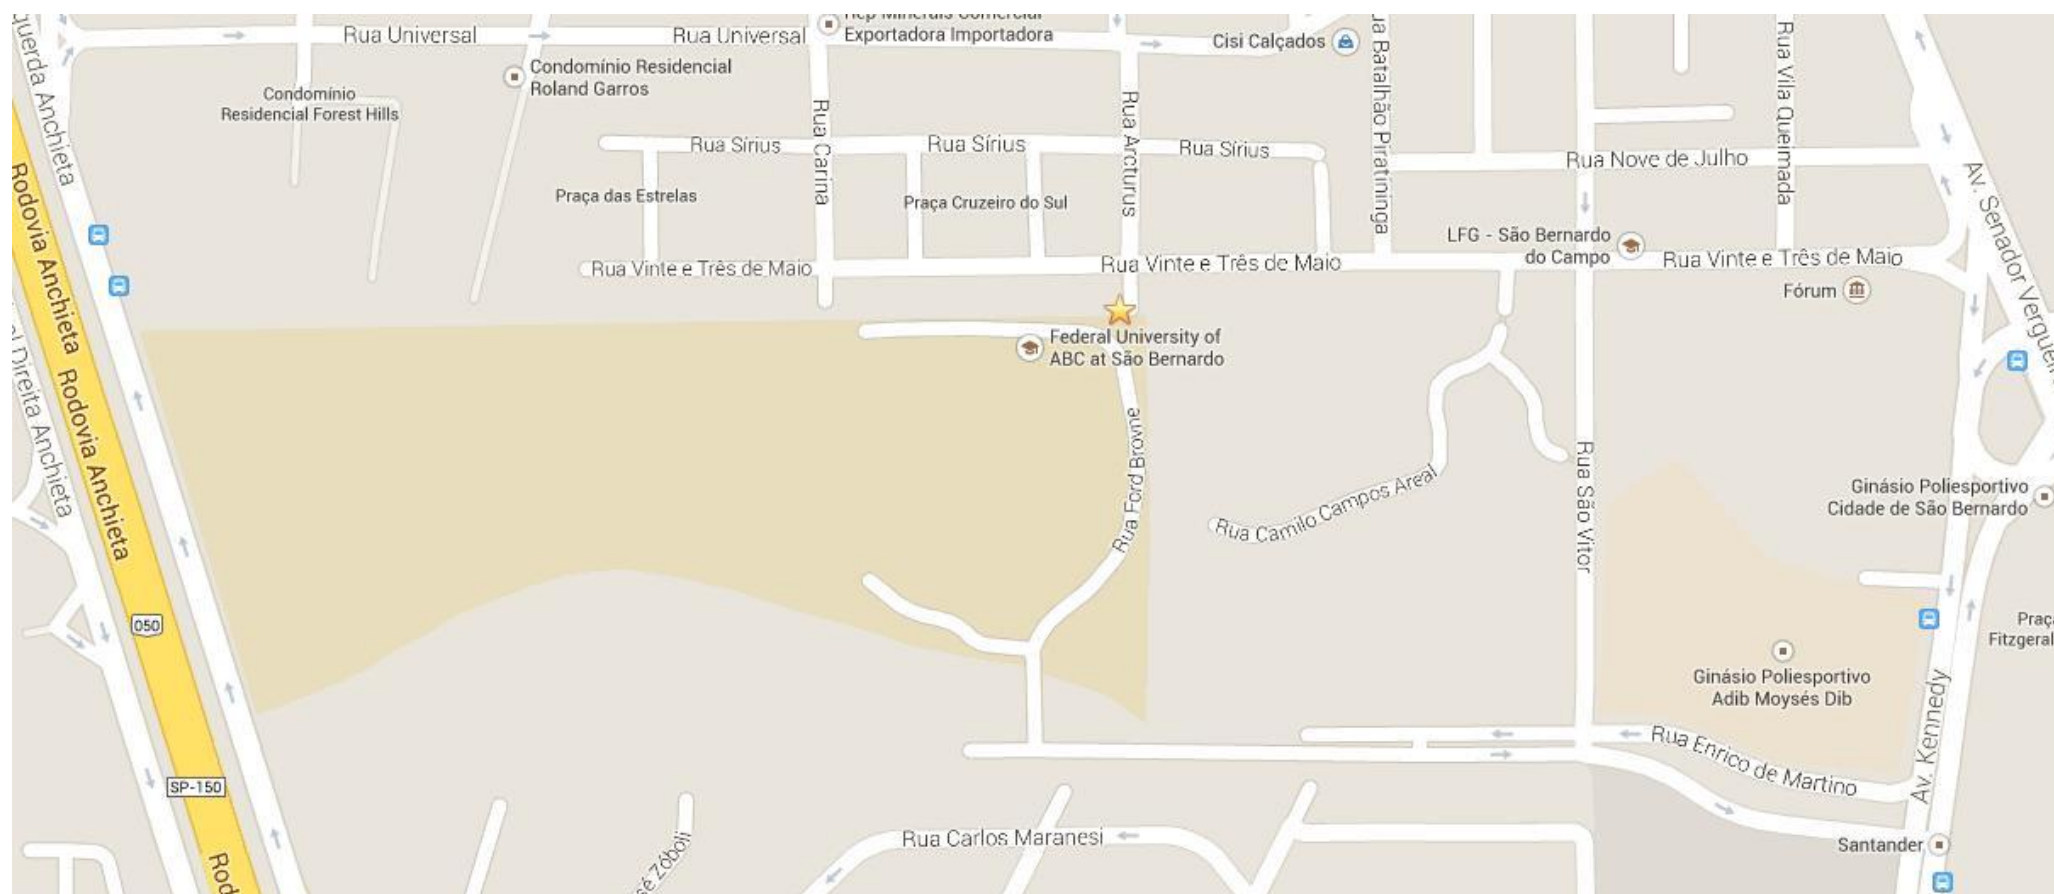 Exportadora Importadora
Rua Universal
Rua Universal
Cisi Calçados
Condomínio Residencial
Roland Garros
Condomínio
Residencial Forest Hills
Rua Carina
Rua Arcturus
Batalhão Piratininga
Rua Vila Queimada
Anchieta
Rua Sírius
Rua Sírius
Rua Sírius
Rua Nove de Julho
Praça das Estrelas
Praça Cruzeiro do Sul
Av. Senador
LFG - São Bernardo
do Campo
Rua Vinte e Três de Maio
Rua Vinte e Três de Maio
Rua Vinte e Três de Maio
Fórum
Rodovia Anchieta
Federal University of
ABC at São Bernardo
Direita Anchieta
Rodovia Anchieta
Rua Ford Brovvne
Rua Camilo Campos Areal
Rua São Vitor
Ginásio Poliesportivo
Cidade de São Bernardo
050
Ginásio Poliesportivo
Adib Moysés Dib
Rua Enrico de Martino
Av. Kennedy
SP-150
Rua Carlos Maranesi
Zóboli
Santander